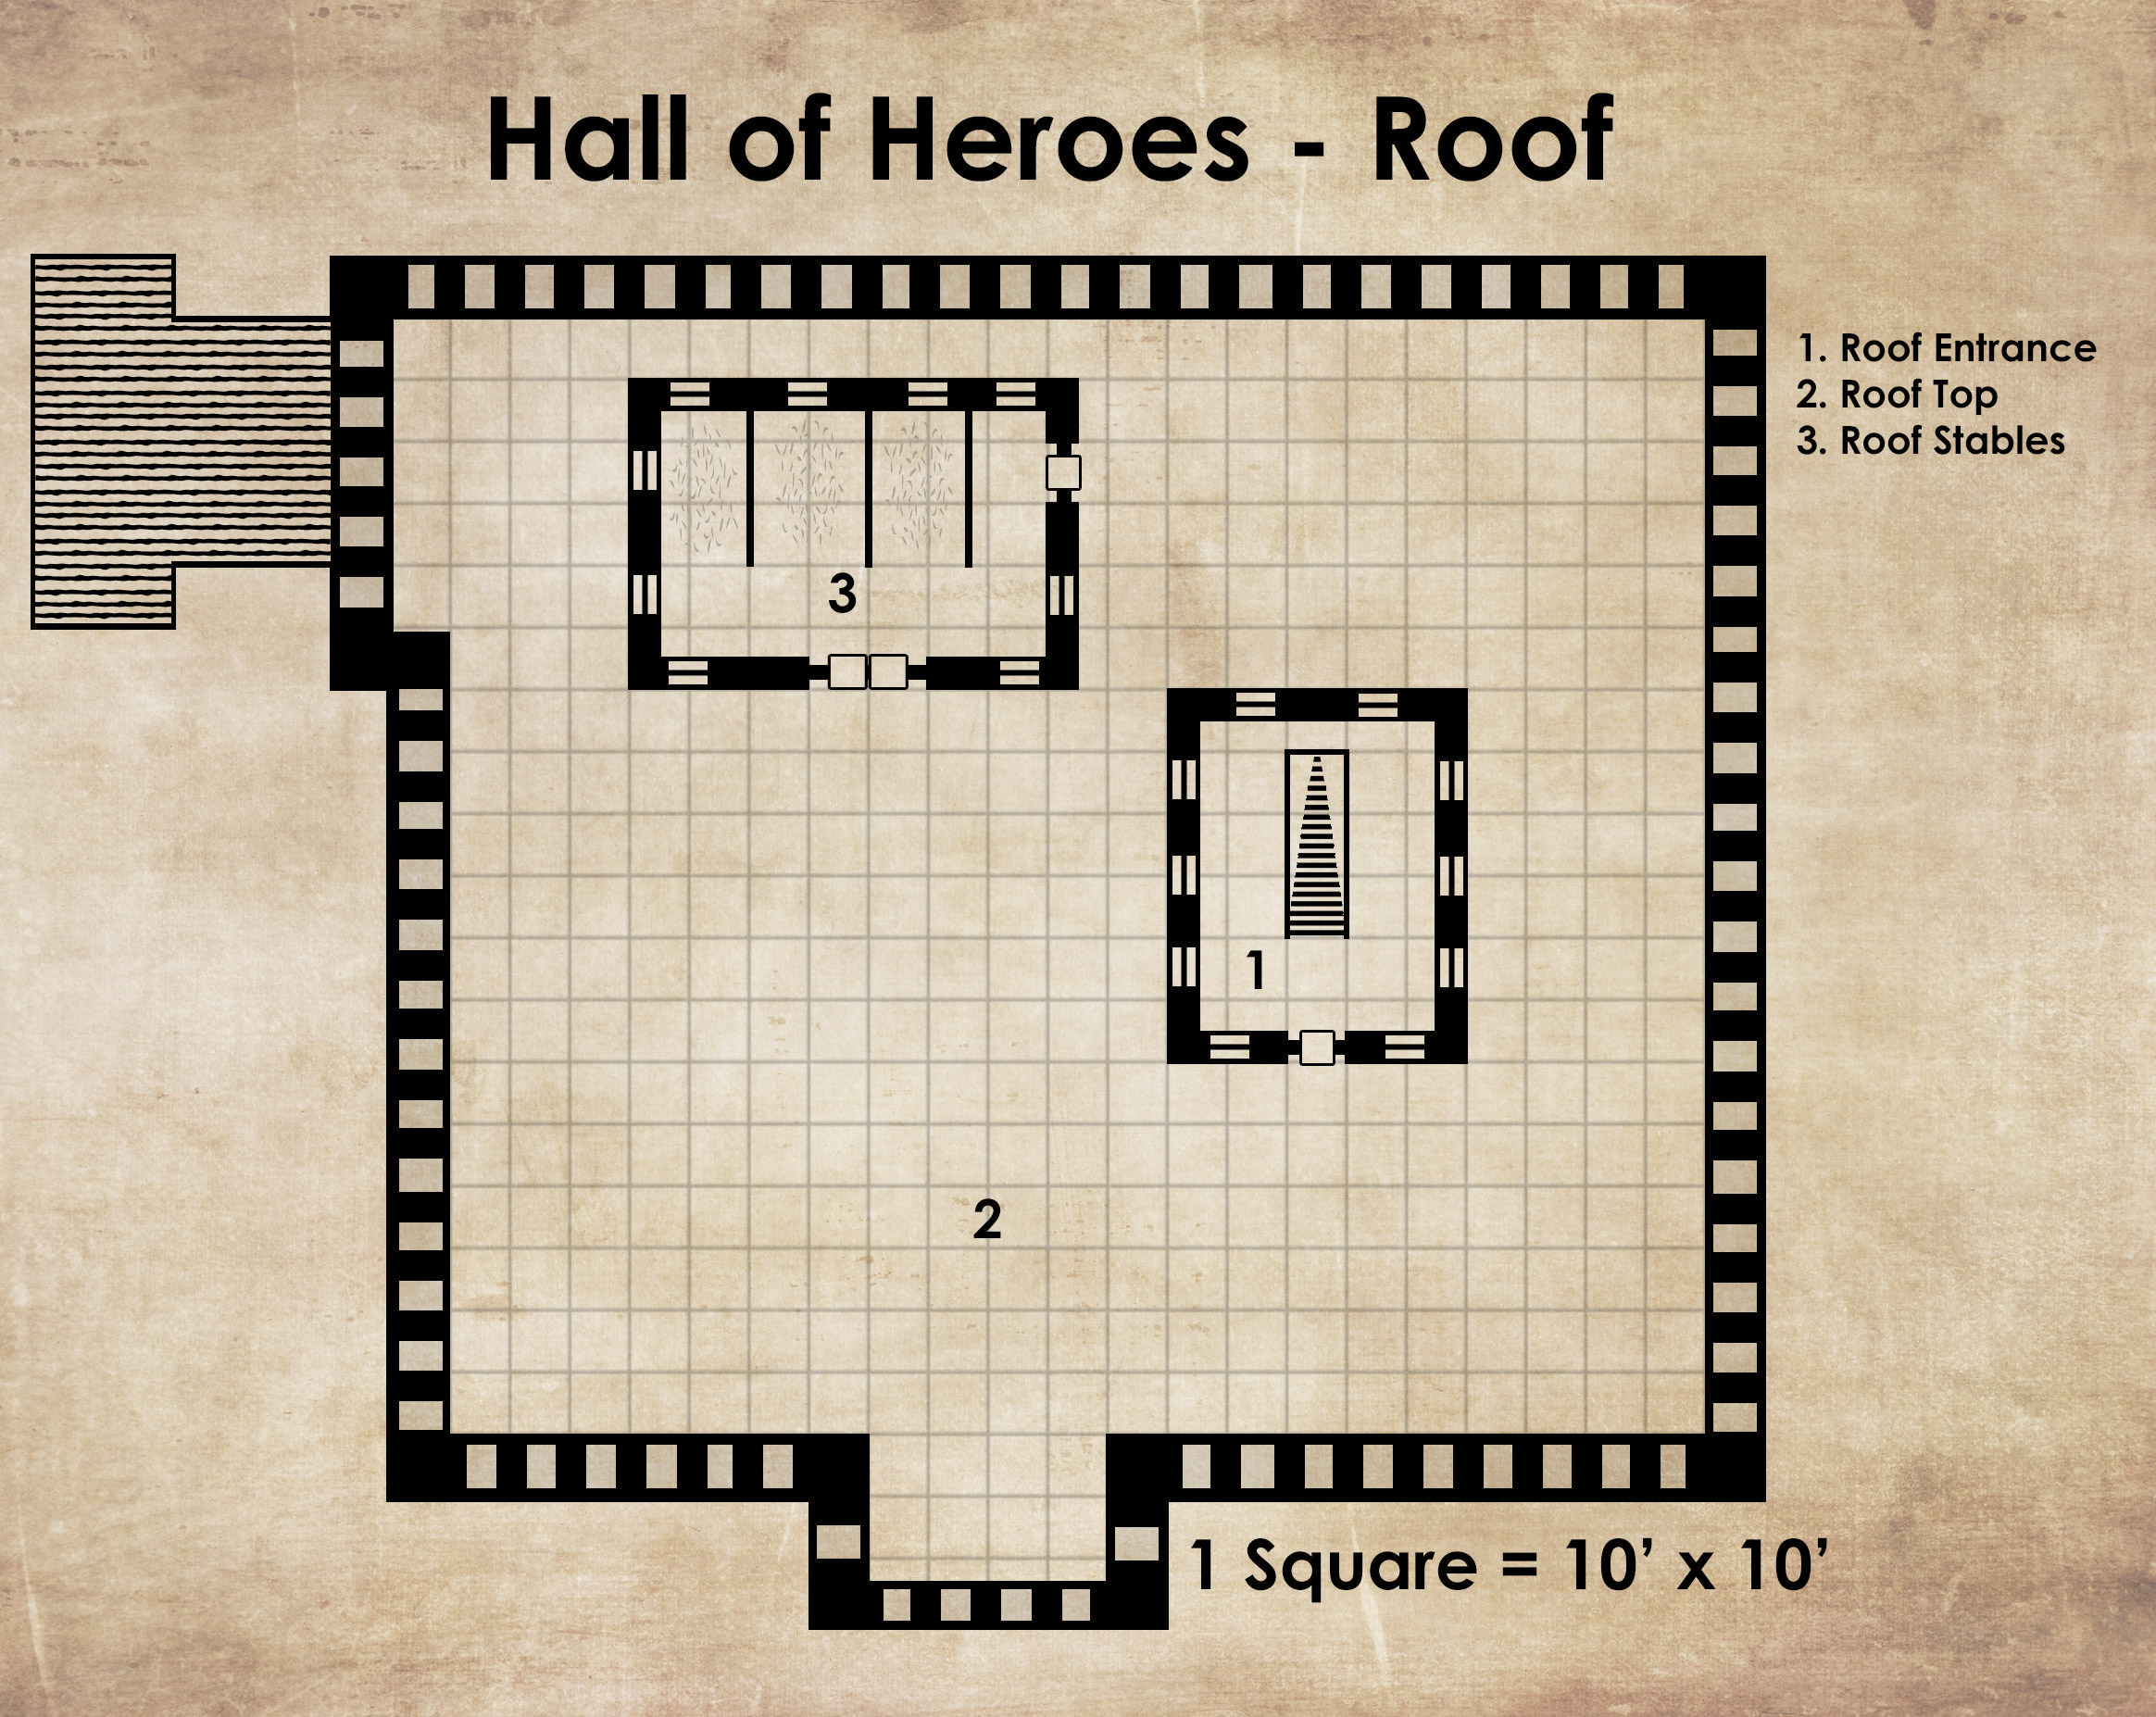 Hall of Heroes - Roof
1. Roof Entrance
2. Roof Top
3. Roof Stables
3
1
2
1 Square = 10’ x 10’